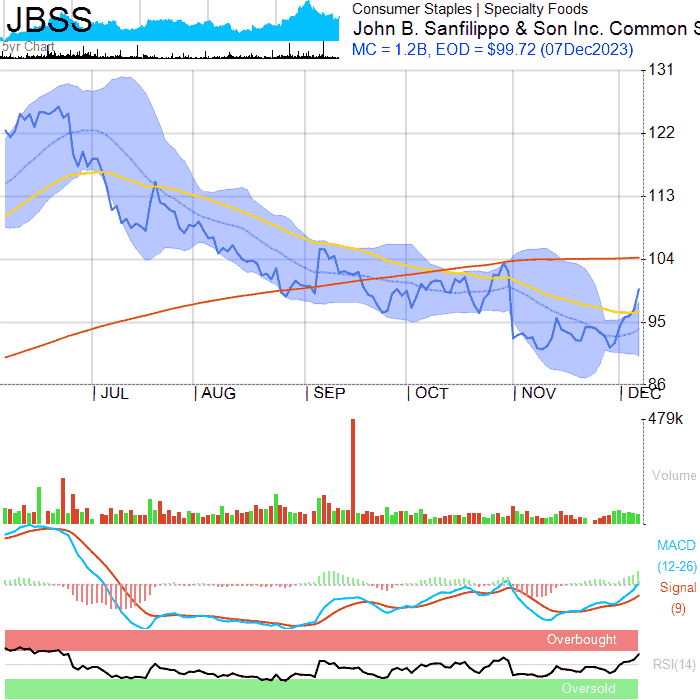 JBSS
5yr Chart
Consumer Staples | Specialty Foods
John B. Sanfilippo & Son Inc. Common S
MC = 1.2B, EOD = $99.72 (07Dec2023)
131
122
113
104
95
86
JUL AUG SEP OCT NOV DEC
479k
Volume
MACD
(12-26)
Signal
(9)
Overbought
RSI(14)
Oversold